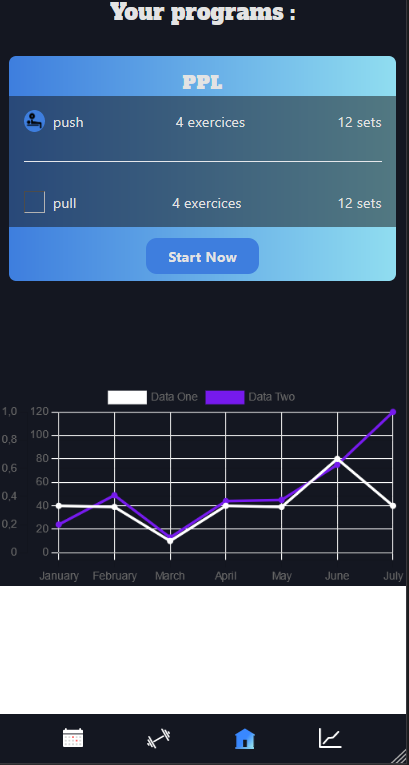 Your programs :
PPL
push 4 exercices 12 sets
pull 4 exercices 12 sets
Start Now
Data One Data Two
1,0 120
100
0,8
80
0,6
60
0,4
40
0,2
20
0 0
January February March April May June July